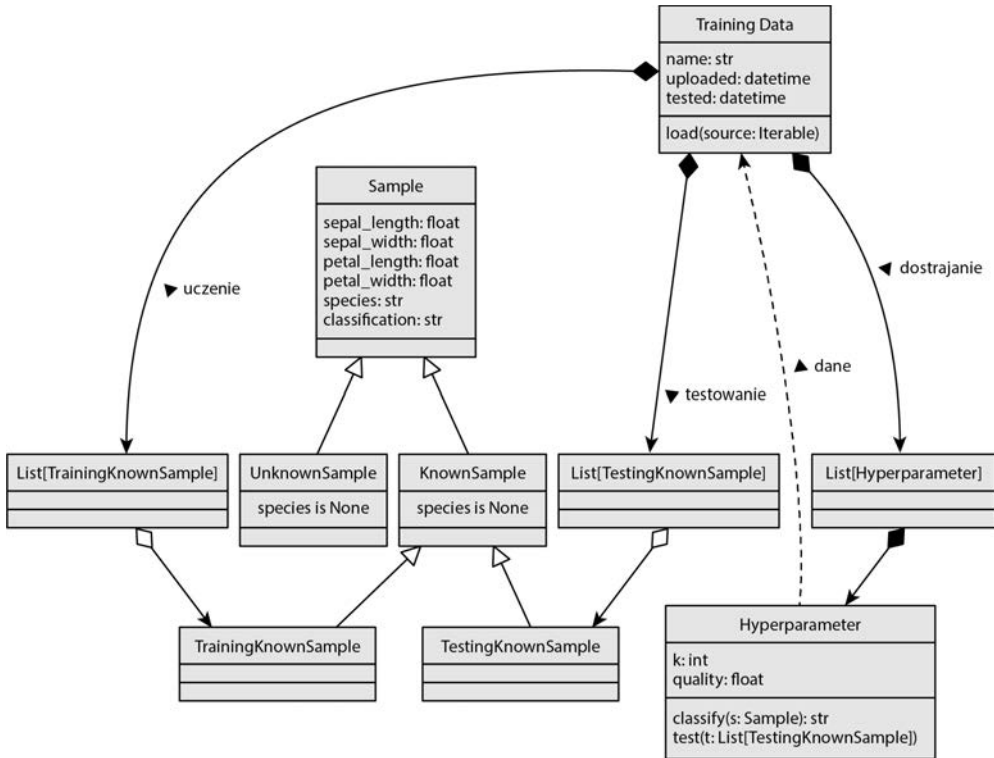 Training Data
name: str
uploaded: datetime
tested: datetime
load(source: Iterable)
Sample
sepal_length: float
sepal_width: float
petal_length: float
petal_width: float
species: str
classification: str
uczenie
dostrajanie
dane
testowanie
List[TrainingKnownSample]
UnknownSample
species is None
KnownSample
species is None
List[TestingKnownSample]
List[Hyperparameter]
TrainingKnownSample
TestingKnownSample
Hyperparameter
k: int
quality: float
classify(s: Sample): str
test(t: List[TestingKnownSample])